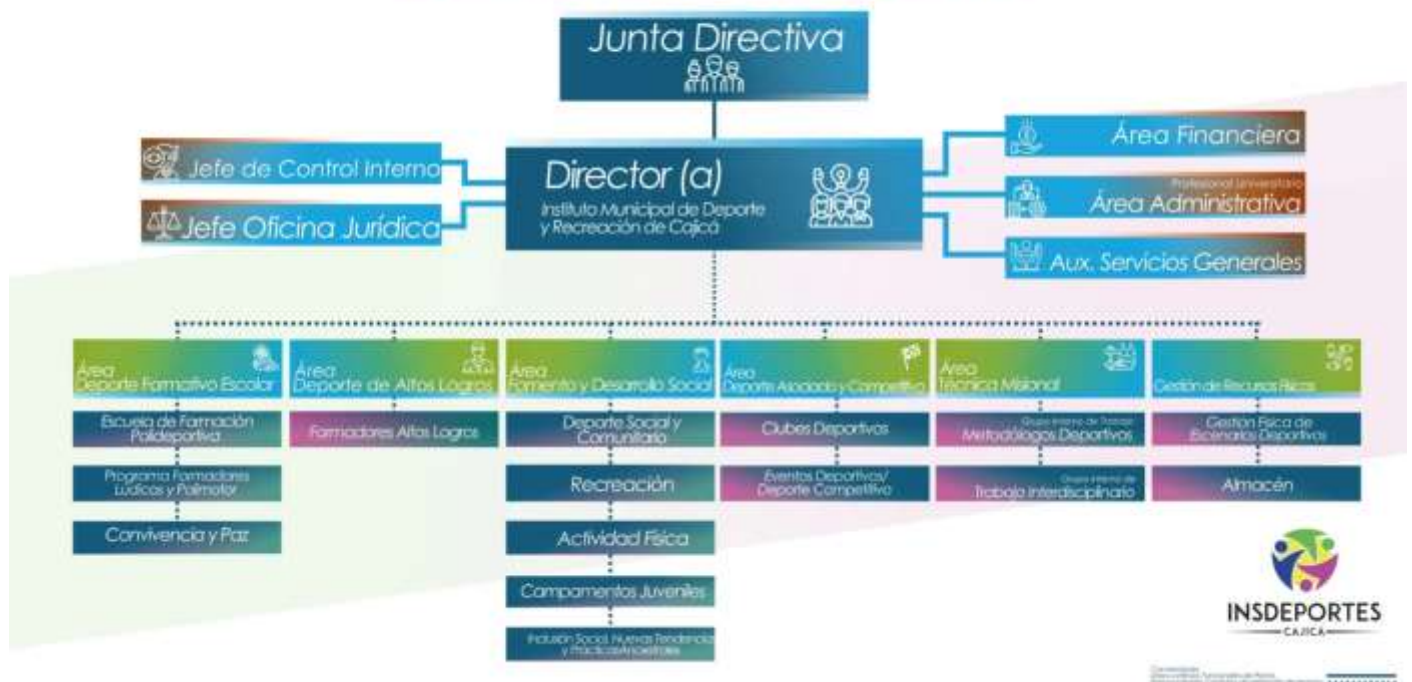 Junta Directiva
Jefe de Control Interno
Jefe Oficina Jurídica
Director (a)
Instituto Municipal de Deporte
y Recreación de Cajicá
Área Financiera
Profesional Universitario
Área Administrativa
Aux. Servicios Generales
Área
Deporte Formativo Escolar
Escuela de Formación
Polideportiva
Programa Formadores
Lúdicas y Polimotor
Convivencia y Paz
Área
Deporte de Altos Logros
Formadores Altos Logros
Área
Fomento y Desarrollo Social
Deporte Social y
Comunitario
Recreación
Actividad Física
Campamentos Juveniles
Inclusión Social, Nuevas Tendencias
y Prácticas Ancestrales
Área
Deporte Asociado y Competitivo
Clubes Deportivos
Eventos Deportivos/
Deporte Competitivo
Área
Técnica Misional
Grupo Interno de Trabajo
Metodólogos Deportivos
Grupo Interno de
Trabajo Interdisciplinario
Gestión de Recursos Físicos
Gestión Física de
Escenarios Deportivos
Almacén
INSDEPORTES
CAJICÁ